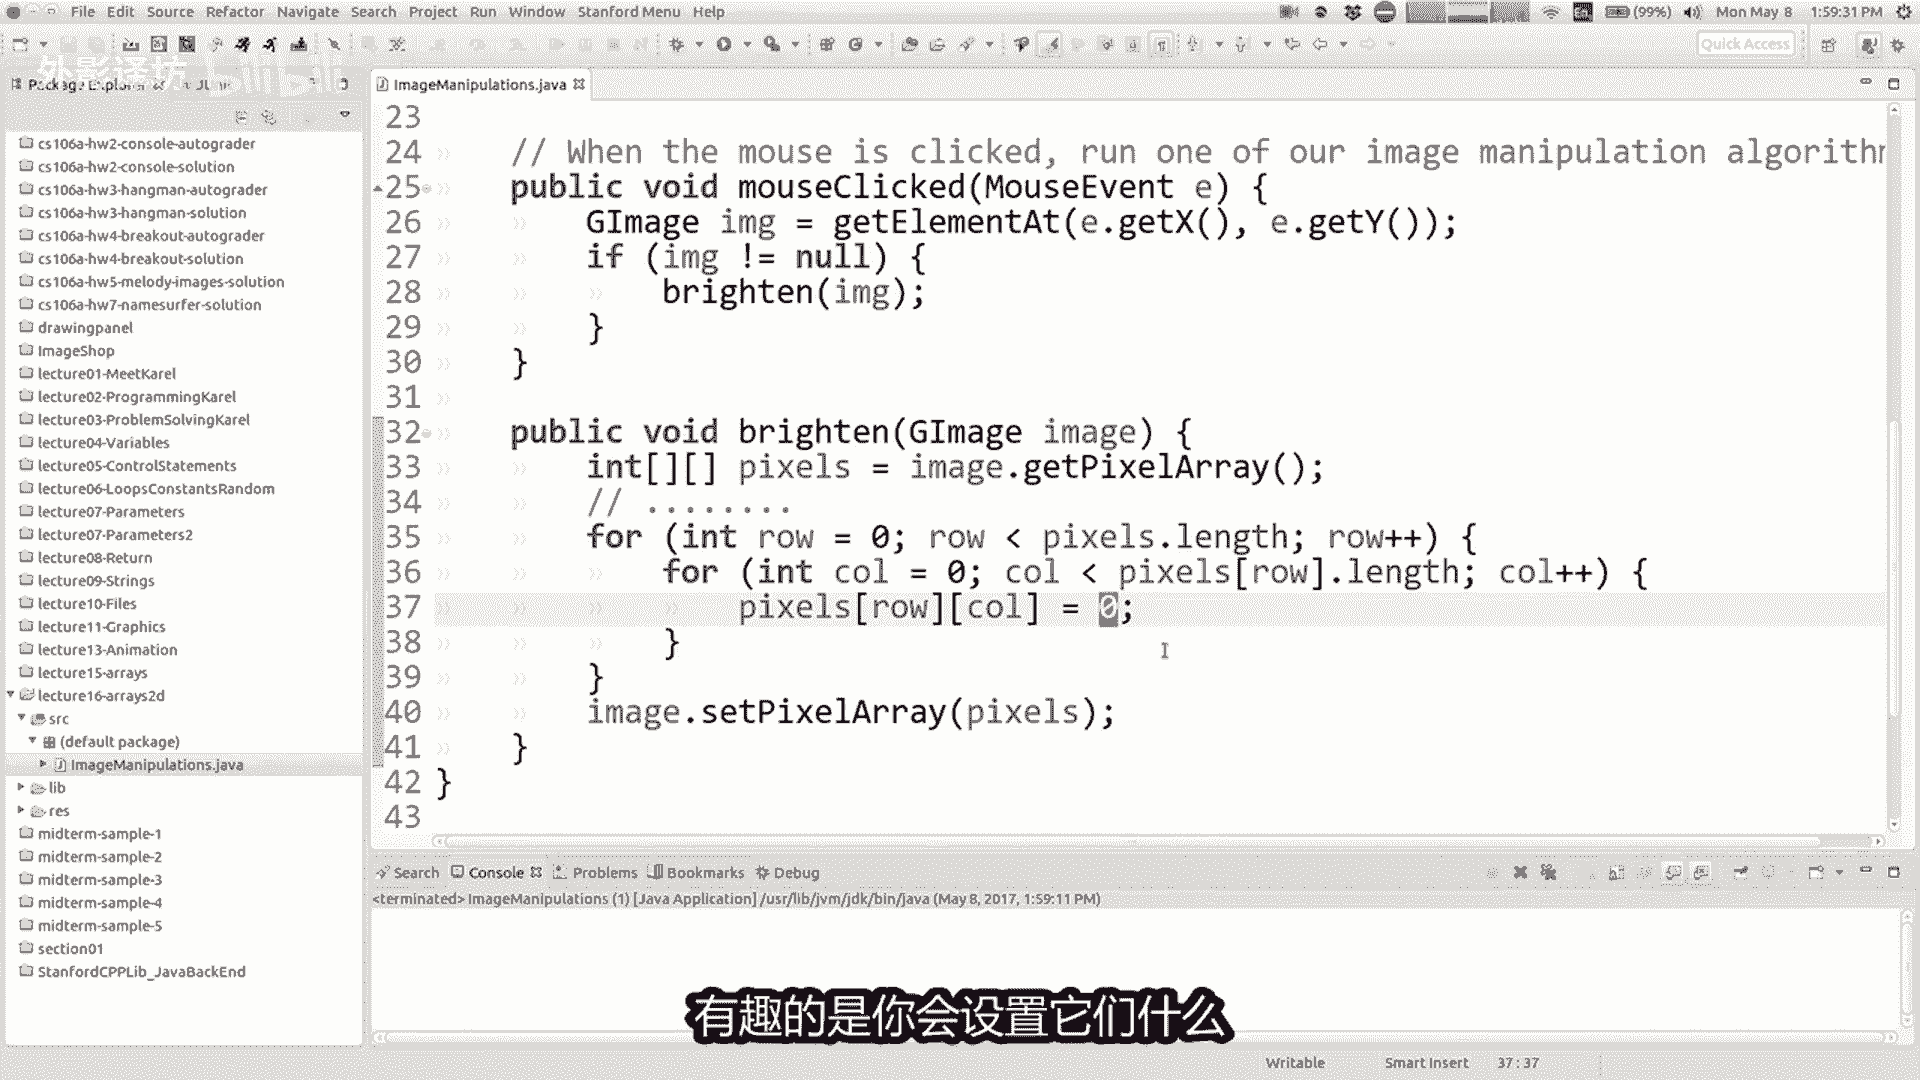 File Edit Source Refactor Navigate Search Project Run Window Stanford Menu Help
(99%) Mon May 8 1:59:31 PM
Quick Access
外影译坊 bilibili
Package Explorer
ImageManipulations.java
cs106a-hw2-console-autograder
cs106a-hw2-console-solution
cs106a-hw3-hangman-autograder
cs106a-hw3-hangman-solution
cs106a-hw4-breakout-autograder
cs106a-hw4-breakout-solution
cs106a-hw5-melody-images-solution
cs106a-hw7-namesurfer-solution
drawingpanel
ImageShop
lecture01-MeetKarel
lecture02-ProgrammingKarel
lecture03-ProblemSolvingKarel
lecture04-Variables
lecture05-ControlStatements
lecture06-LoopsConstantsRandom
lecture07-Parameters
lecture07-Parameters2
lecture08-Return
lecture09-Strings
lecture10-Files
lecture11-Graphics
lecture13-Animation
lecture15-arrays
lecture16-arrays2d
src
(default package)
ImageManipulations.java
lib
res
midterm-sample-1
midterm-sample-2
midterm-sample-3
midterm-sample-4
midterm-sample-5
section01
StanfordCPPLib_JavaBackEnd
23
24 // When the mouse is clicked, run one of our image manipulation algorithm
25 public void mouseClicked(MouseEvent e) {
26 GImage img = getElementAt(e.getX(), e.getY());
27 if (img != null) {
28 brighten(img);
29 }
30 }
31
32 public void brighten(GImage image) {
33 int[][] pixels = image.getPixelArray();
34 // ........
35 for (int row = 0; row < pixels.length; row++) {
36 for (int col = 0; col < pixels[row].length; col++) {
37 pixels[row][col] = 0;
38 }
39 }
40 image.setPixelArray(pixels);
41 }
42 }
43
Search Console Problems Bookmarks Debug
<terminated> ImageManipulations (1) [Java Application] /usr/lib/jvm/jdk/bin/java (May 8, 2017, 1:59:11 PM)
有趣的是你会设置它们什么
Writable Smart Insert 37 : 37